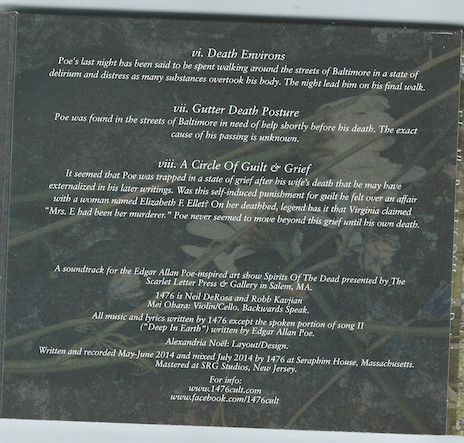 vi. Death Environs
Poe's last night has been said to be spent walking around the streets of Baltimore in a state of
delirium and distress as many substances overtook his body. The night lead him on his final walk.
vii. Gutter Death Posture
Poe was found in the streets of Baltimore in need of help shortly before his death. The exact
cause of his passing is unknown.
viii. A Circle Of Guilt & Grief
It seemed that Poe was trapped in a state of grief after his wife's death that he may have
externalized in his later writings. Was this self-induced punishment for guilt he felt over an affair
with a woman named Elizabeth F. Ellet? On her deathbed, legend has it that Virginia claimed
"Mrs. E had been her murderer." Poe never seemed to move beyond this grief until his own death.
A soundtrack for the Edgar Allan Poe-inspired art show Spirits Of The Dead presented by The
Scarlet Letter Press & Gallery in Salem, MA.
1476 is Neil DeRosa and Robb Kavjian
Mei Ohara: Violin/Cello, Backwards Speak.
All music and lyrics written by 1476 except the spoken portion of song II
("Deep In Earth") written by Edgar Allan Poe.
Alexandria Noël: Layout/Design.
Written and recorded May-June 2014 and mixed July 2014 by 1476 at Seraphim House, Massachusetts.
Mastered at SRG Studios, New Jersey.
For info:
www.1476cult.com
www.facebook.com/1476cult